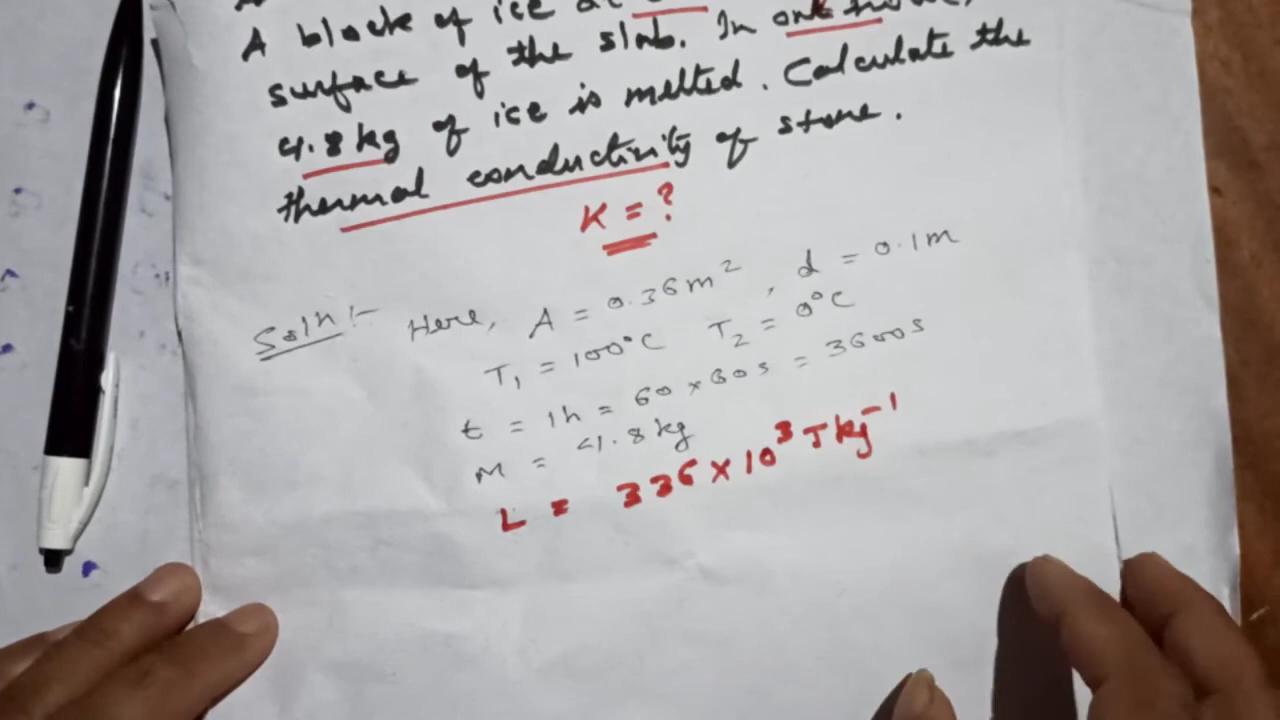 A block of ice at
surface of the slab. In one hour,
4.8 kg of ice is melted. Calculate the
thermal conductivity of stone.
K = ?
Soln:- Here, A = 0.36 m², d = 0.1 m
T₁ = 100°C T₂ = 0°C
t = 1h = 60 × 60 s = 3600 s
M = 4.8 kg
L = 336 × 10³ J kg⁻¹